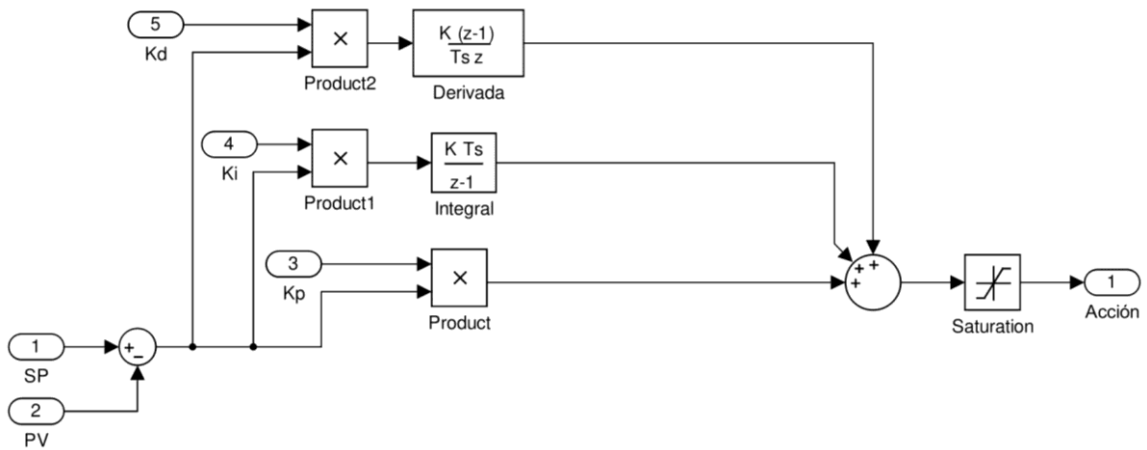 5
Kd
×
Product2
K (z-1)
Ts z
Derivada
4
Ki
×
Product1
K Ts
z-1
Integral
3
Kp
×
Product
+
+
+
Saturation
1
Acción
1
SP
+
−
2
PV